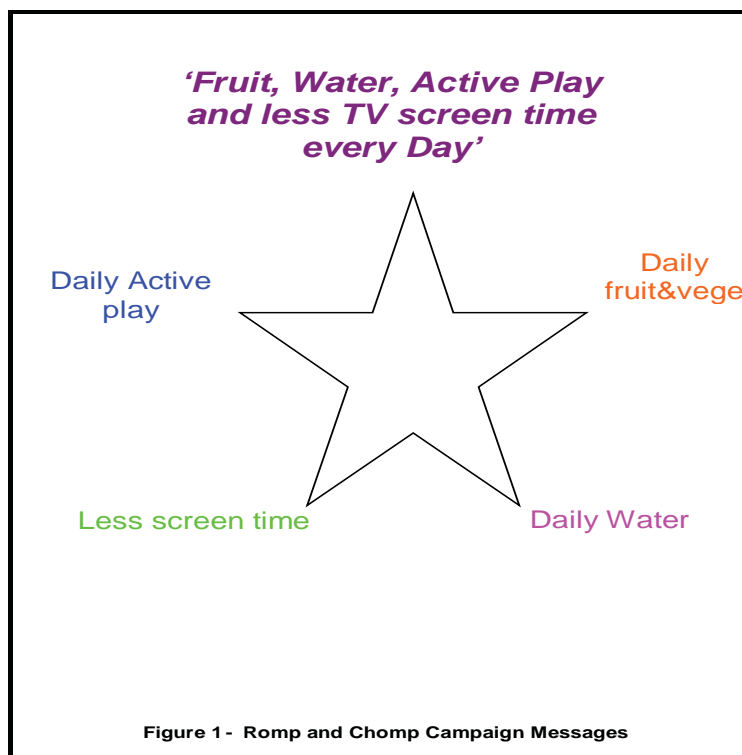 ‘Fruit, Water, Active Play
and less TV screen time
every Day’
Daily Active
play
Daily
fruit&vege
Less screen time
Daily Water
Figure 1 - Romp and Chomp Campaign Messages